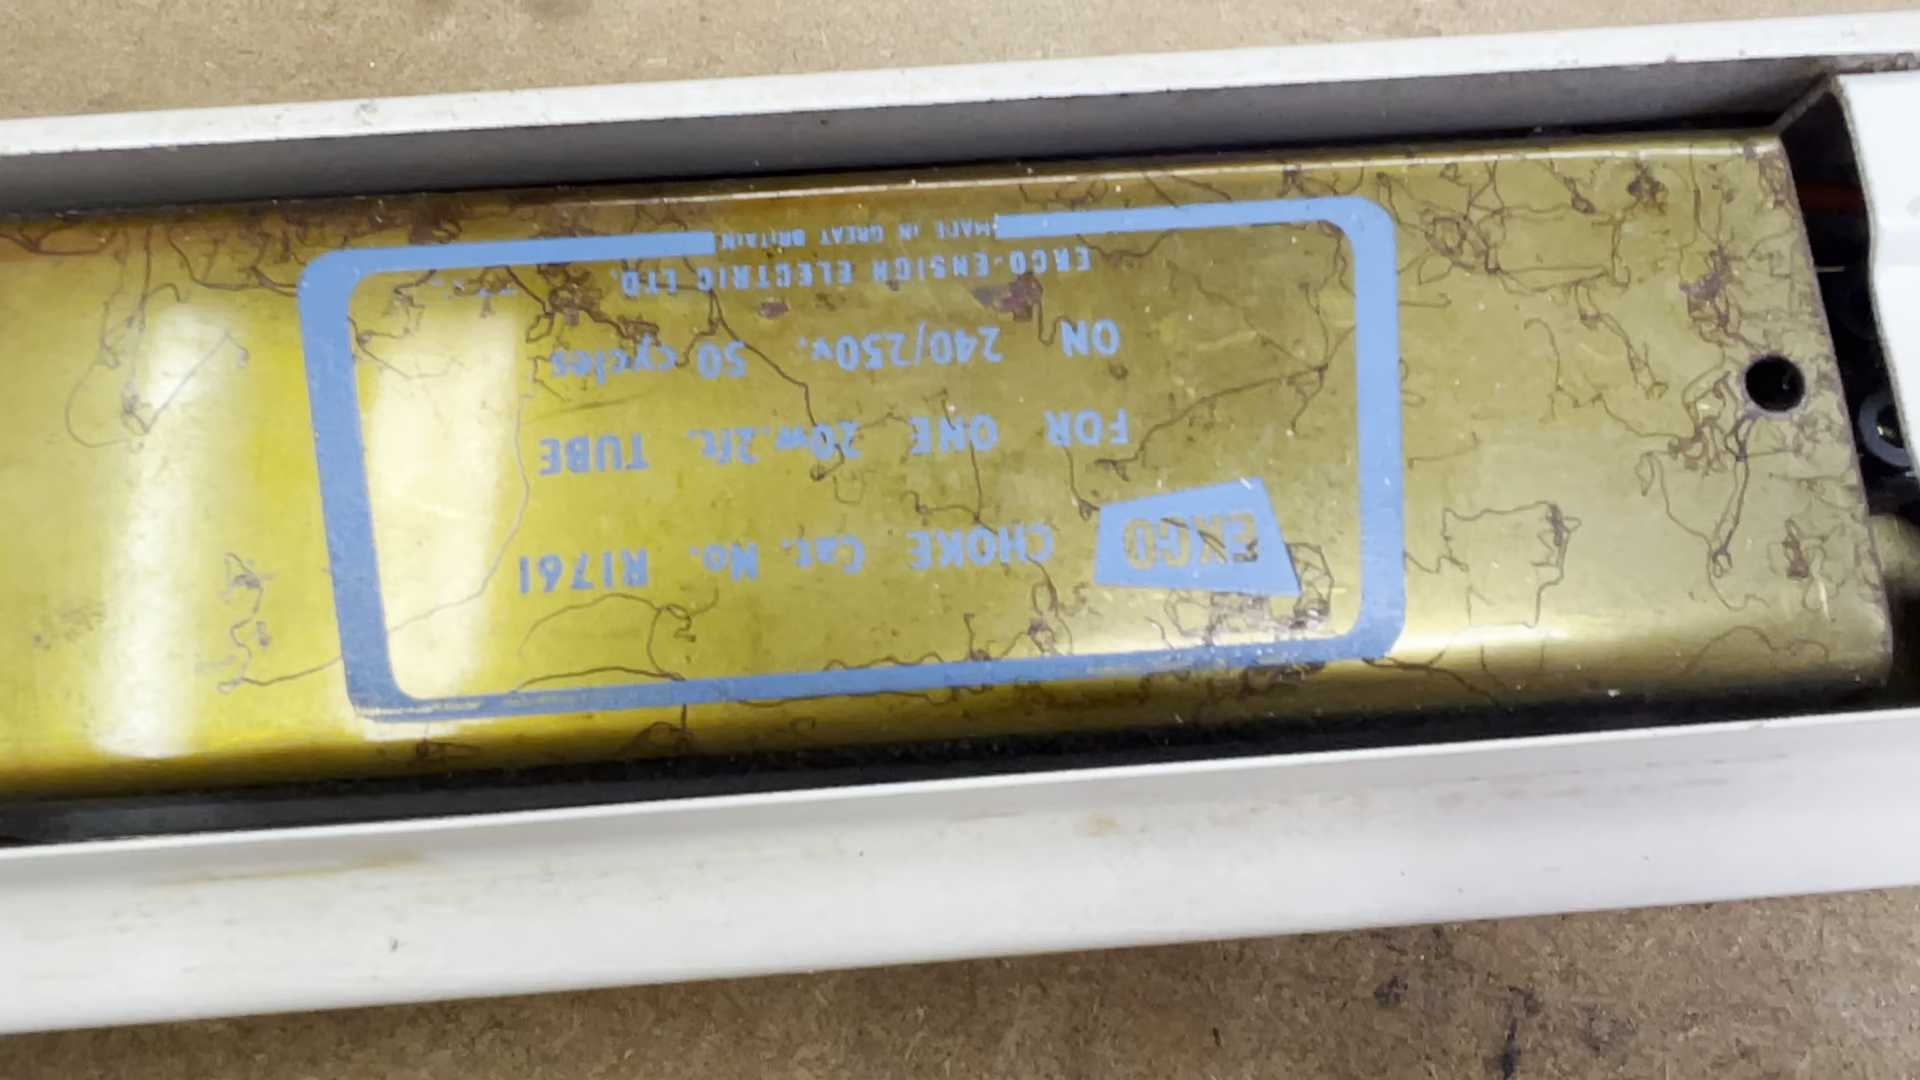 EKCO CHOKE Cat. No. R1761
FOR ONE 20w.2ft. TUBE
ON 240/250v. 50 cycles
EKCO-ENSIGN ELECTRIC LTD.
MADE IN GREAT BRITAIN